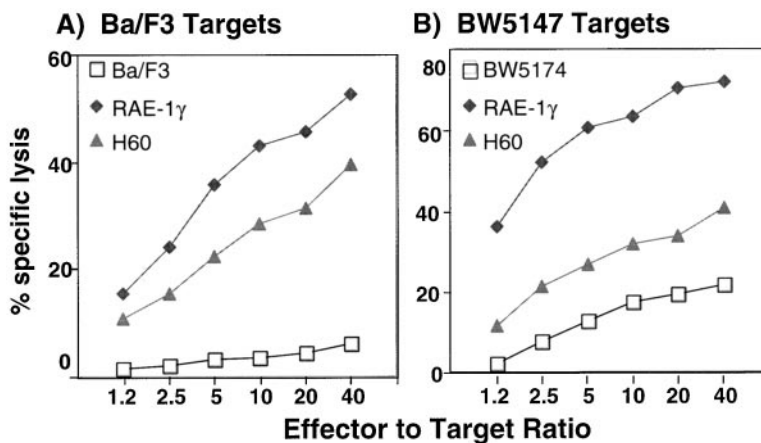 A) Ba/F3 Targets
60
40
20
0
Ba/F3
RAE-1γ
H60
1.2 2.5 5 10 20 40
B) BW5147 Targets
80
60
40
20
0
BW5174
RAE-1γ
H60
1.2 2.5 5 10 20 40
% specific lysis
Effector to Target Ratio